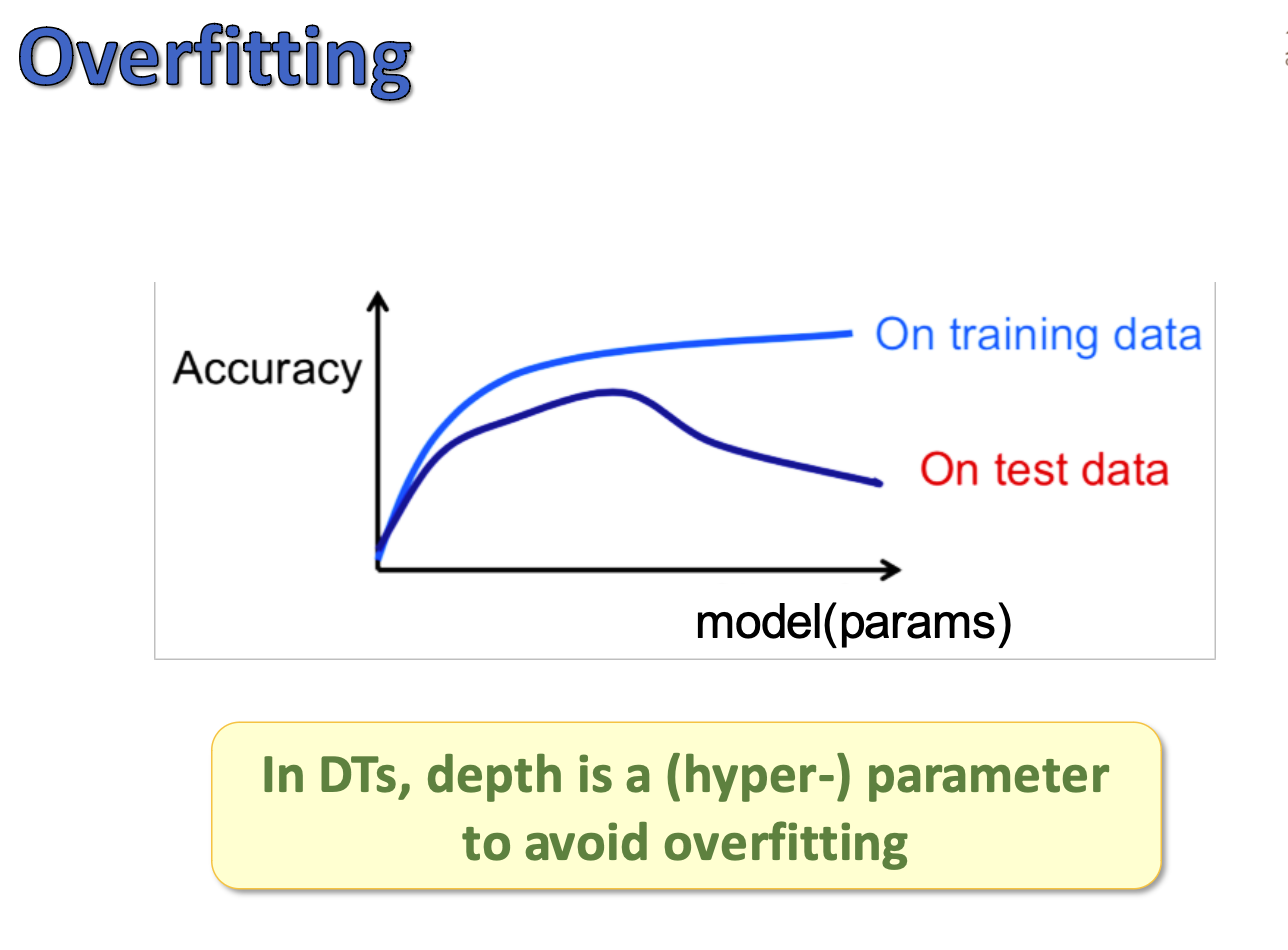 Overfitting
Accuracy
On training data
On test data
model(params)
In DTs, depth is a (hyper-) parameter
to avoid overfitting